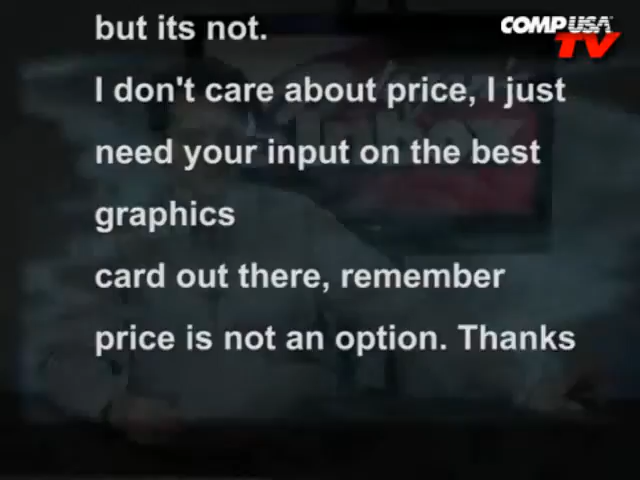 COMPUSA
TV
but its not.
I don't care about price, I just
need your input on the best
graphics
card out there, remember
price is not an option. Thanks